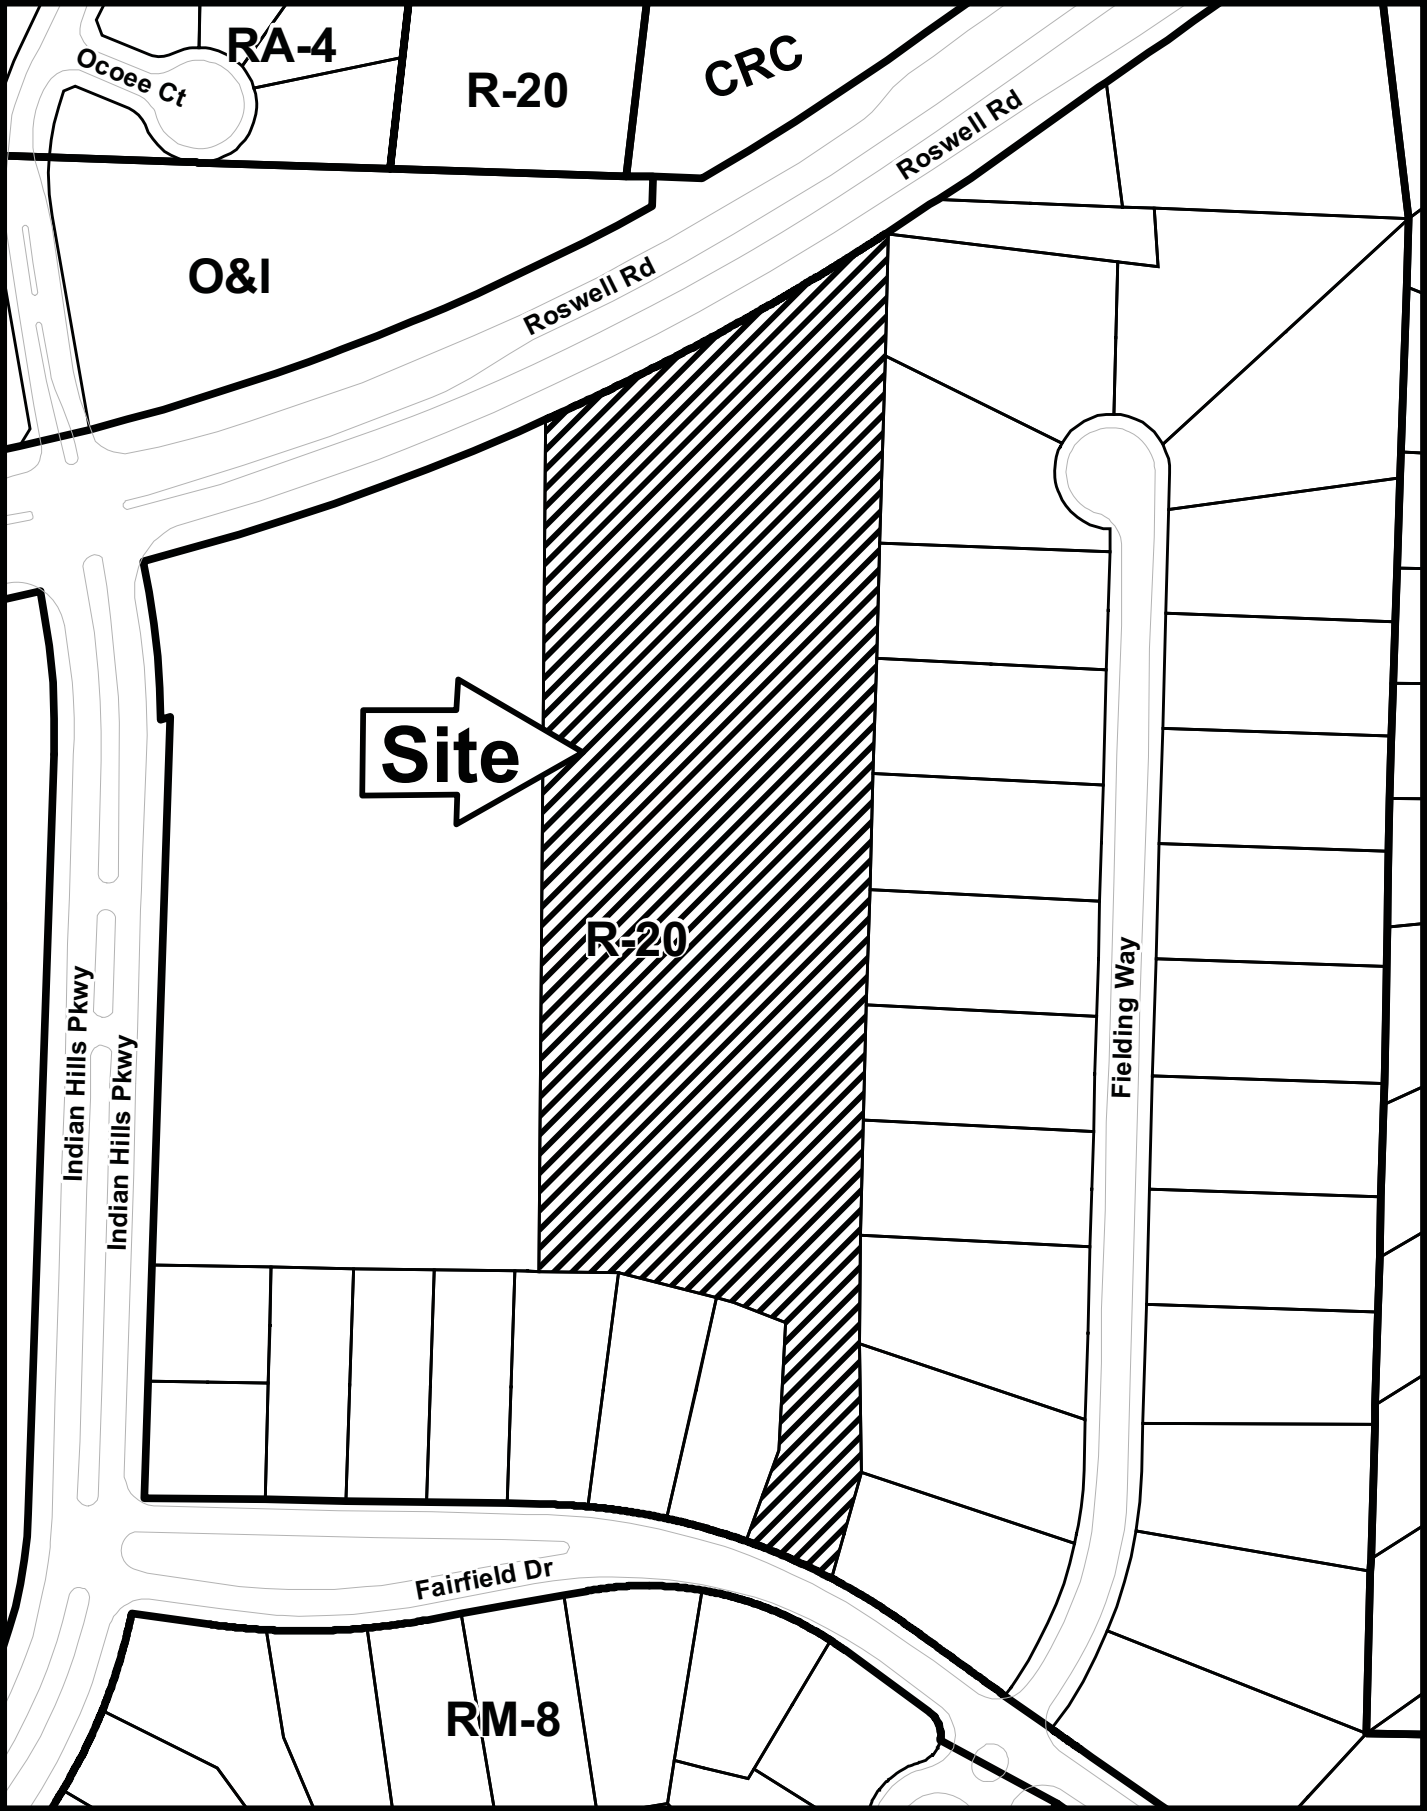 RA-4
Ocoee Ct
R-20
CRC
Roswell Rd
O&I
Roswell Rd
Site
R-20
Indian Hills Pkwy
Indian Hills Pkwy
Fielding Way
Fairfield Dr
RM-8